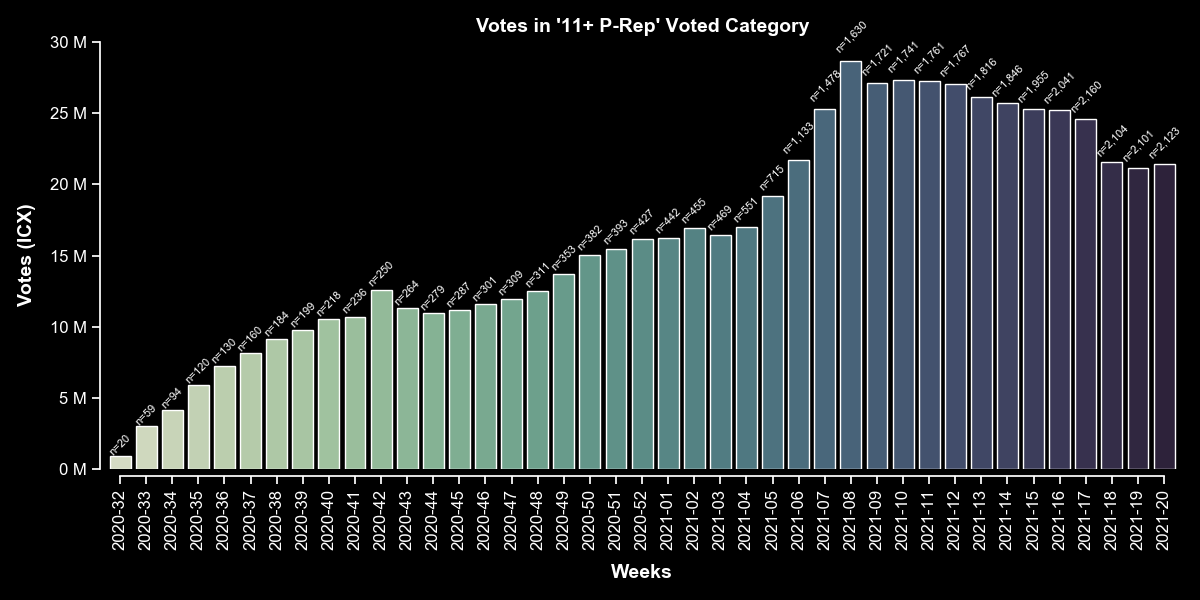 Votes in '11+ P-Rep' Voted Category
Votes (ICX)
30 M
25 M
20 M
15 M
10 M
5 M
0 M
n=20
n=59
n=94
n=120
n=130
n=160
n=184
n=199
n=218
n=236
n=250
n=264
n=279
n=287
n=301
n=309
n=311
n=353
n=382
n=393
n=427
n=442
n=455
n=469
n=551
n=715
n=1,133
n=1,478
n=1,630
n=1,721
n=1,741
n=1,761
n=1,767
n=1,816
n=1,846
n=1,955
n=2,041
n=2,160
n=2,104
n=2,101
n=2,123
2020-32
2020-33
2020-34
2020-35
2020-36
2020-37
2020-38
2020-39
2020-40
2020-41
2020-42
2020-43
2020-44
2020-45
2020-46
2020-47
2020-48
2020-49
2020-50
2020-51
2020-52
2021-01
2021-02
2021-03
2021-04
2021-05
2021-06
2021-07
2021-08
2021-09
2021-10
2021-11
2021-12
2021-13
2021-14
2021-15
2021-16
2021-17
2021-18
2021-19
2021-20
Weeks